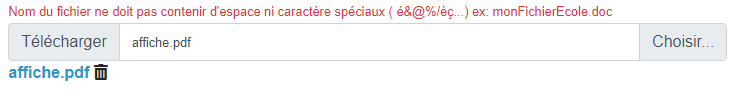 Nom du fichier ne doit pas contenir d'espace ni caractère spéciaux ( é&@%/èç...) ex: monFichierEcole.doc
Télécharger affiche.pdf Choisir...
affiche.pdf